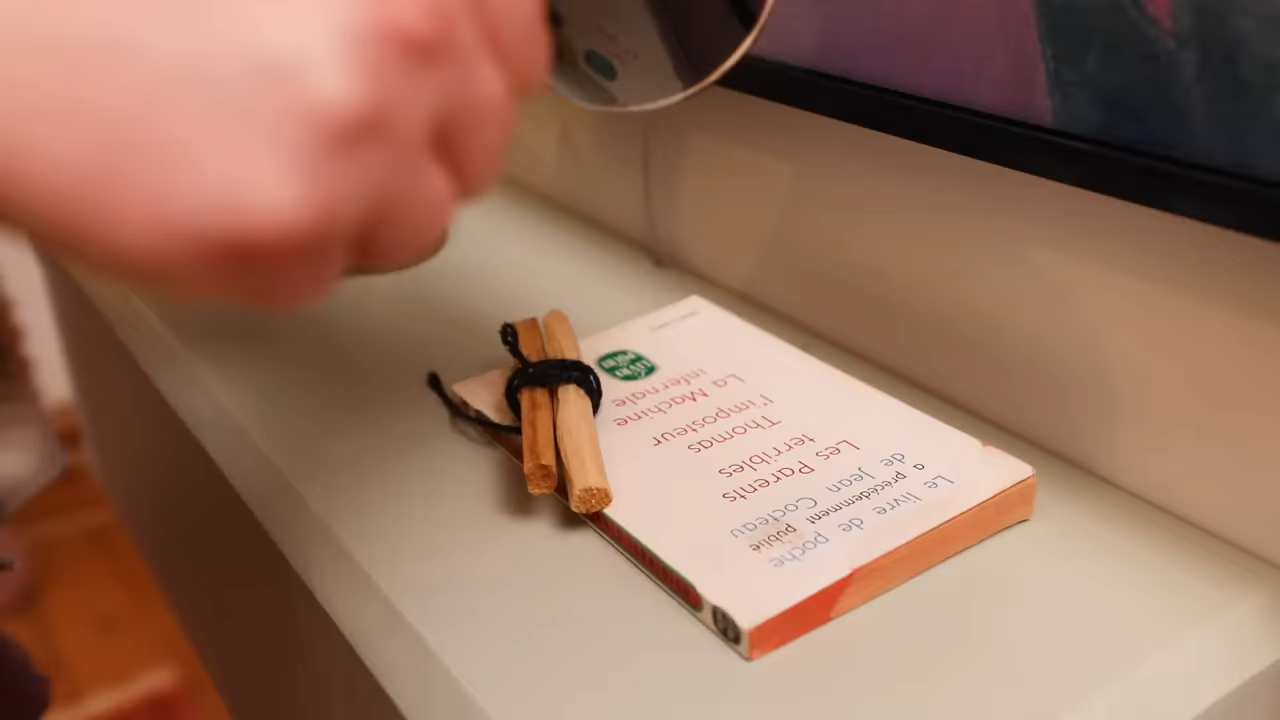 Le livre de poche
a précédemment publié
de Jean Cocteau
Les Parents
terribles
Thomas
l'imposteur
La Machine
infernale